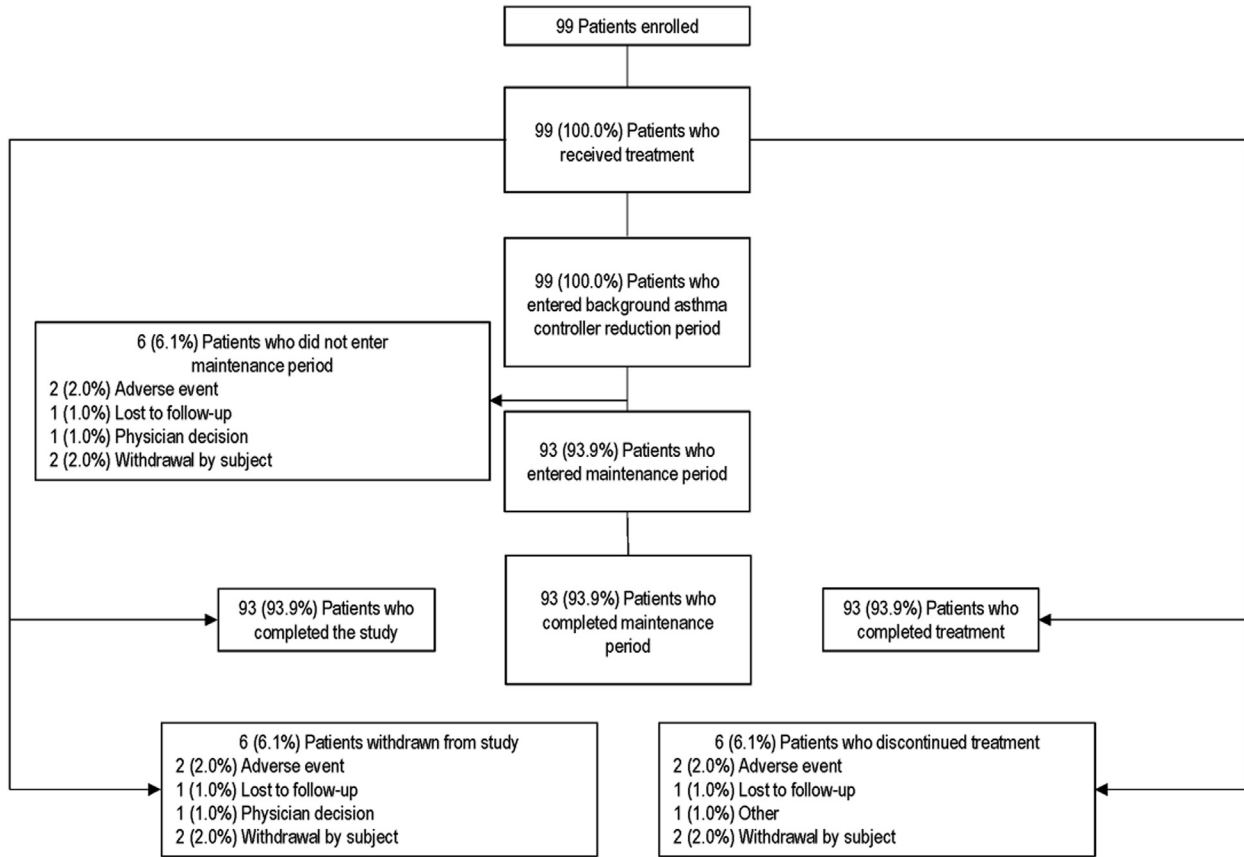 99 Patients enrolled
99 (100.0%) Patients who
received treatment
99 (100.0%) Patients who
entered background asthma
controller reduction period
6 (6.1%) Patients who did not enter
maintenance period
2 (2.0%) Adverse event
1 (1.0%) Lost to follow-up
1 (1.0%) Physician decision
2 (2.0%) Withdrawal by subject
93 (93.9%) Patients who
entered maintenance period
93 (93.9%) Patients who
completed the study
93 (93.9%) Patients who
completed maintenance
period
93 (93.9%) Patients who
completed treatment
6 (6.1%) Patients withdrawn from study
2 (2.0%) Adverse event
1 (1.0%) Lost to follow-up
1 (1.0%) Physician decision
2 (2.0%) Withdrawal by subject
6 (6.1%) Patients who discontinued treatment
2 (2.0%) Adverse event
1 (1.0%) Lost to follow-up
1 (1.0%) Other
2 (2.0%) Withdrawal by subject